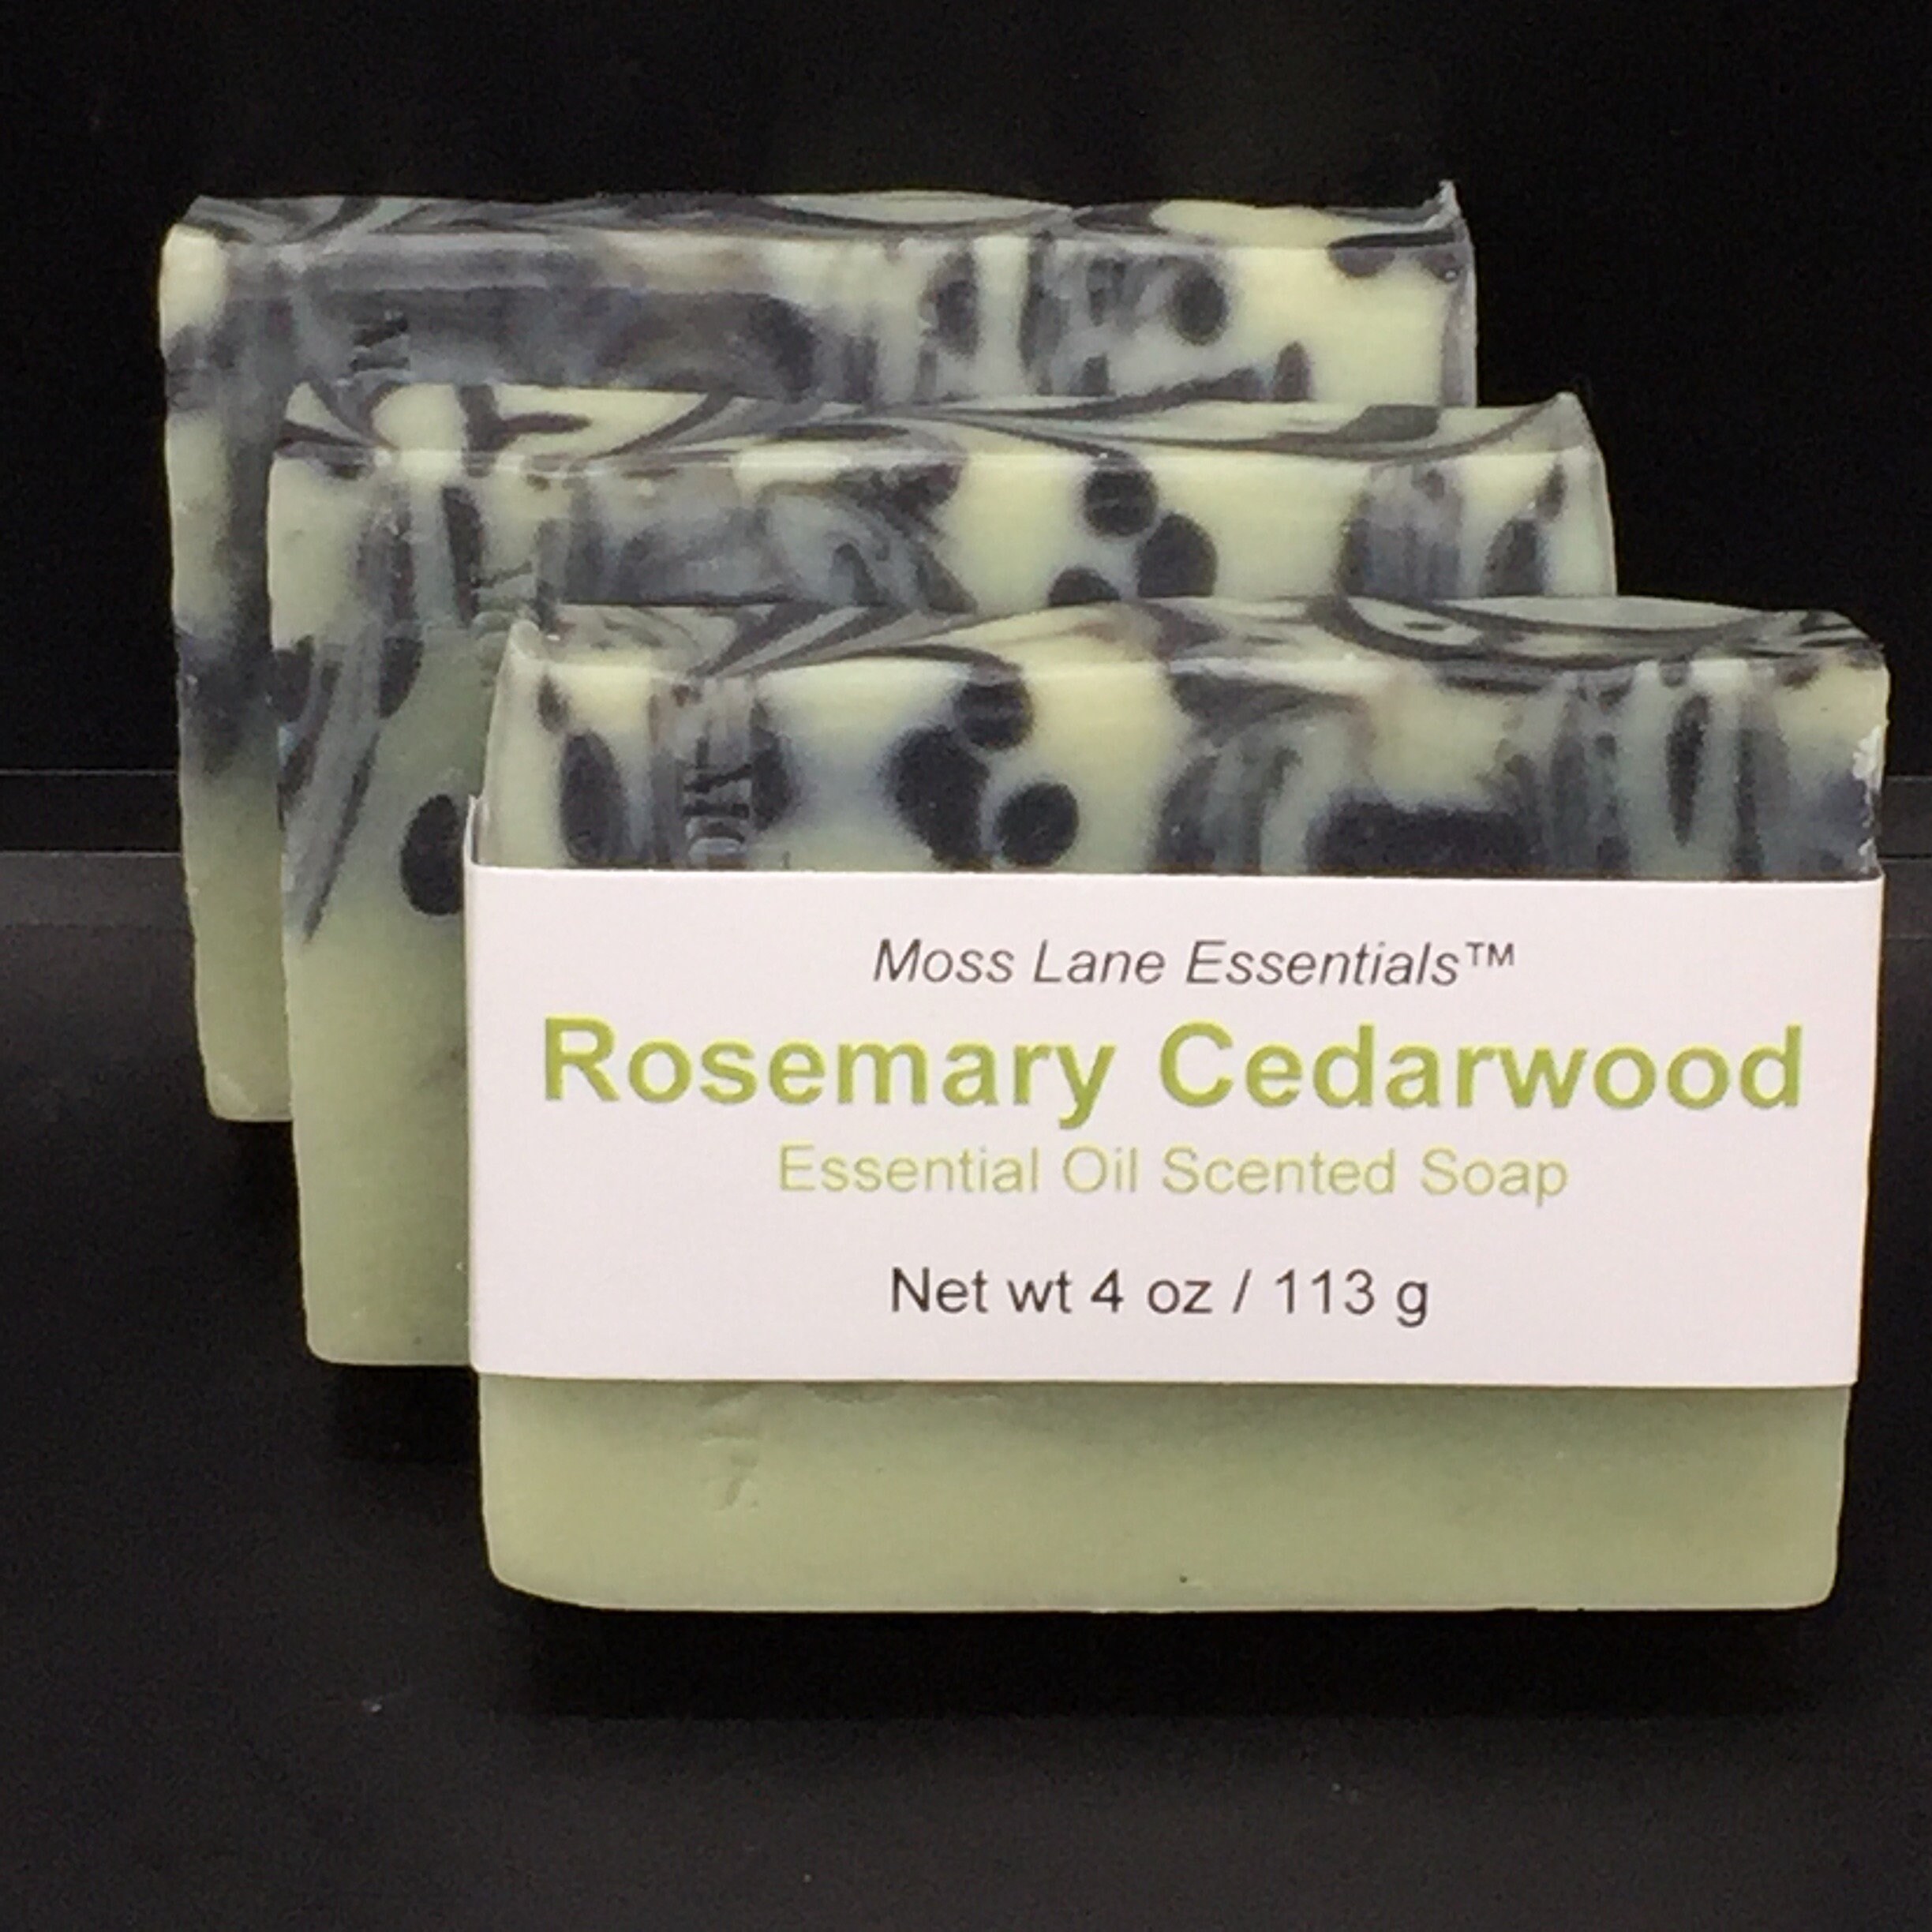 Moss Lane Essentials™
Rosemary Cedarwood
Essential Oil Scented Soap
Net wt 4 oz / 113 g